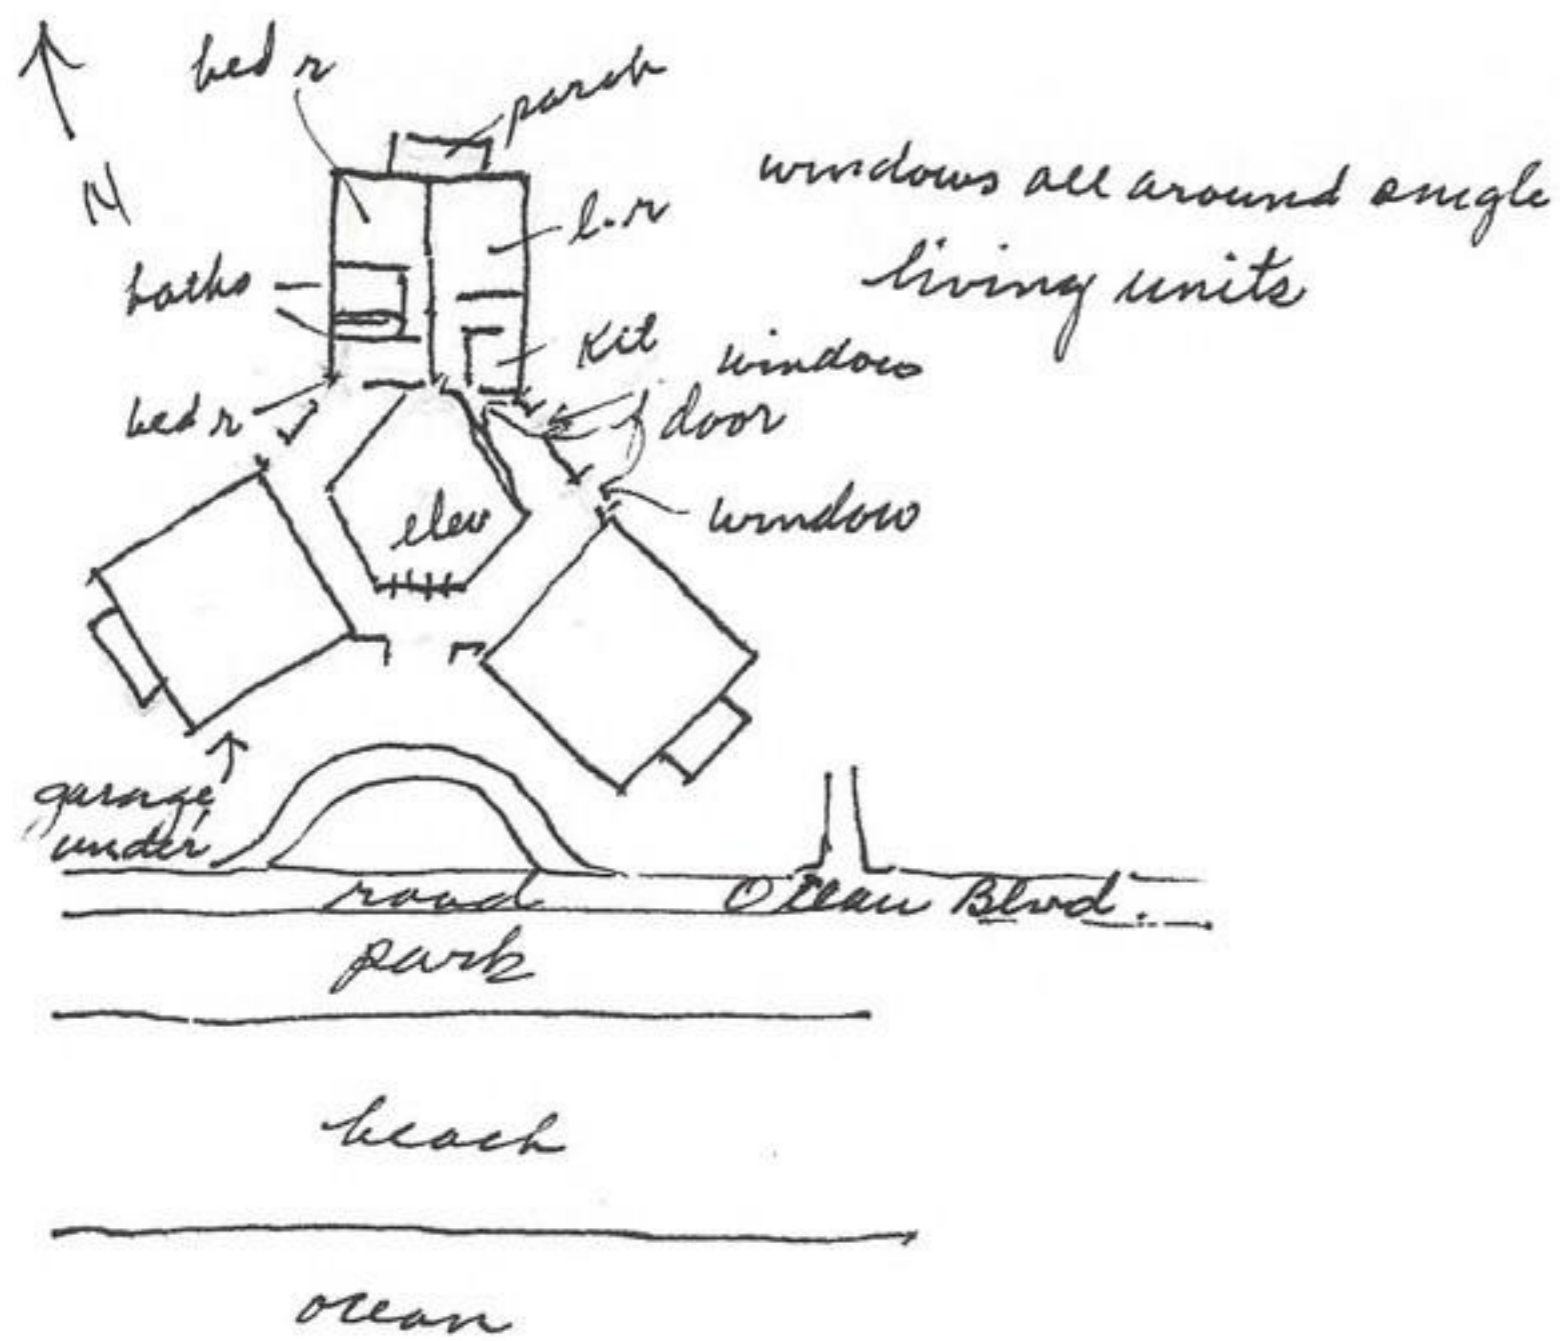 bed r
porch
N
windows all around single
living units
l.r
baths
kit
window
bed r
door
elev
window
garage
under
road
Ocean Blvd.
park
beach
ocean